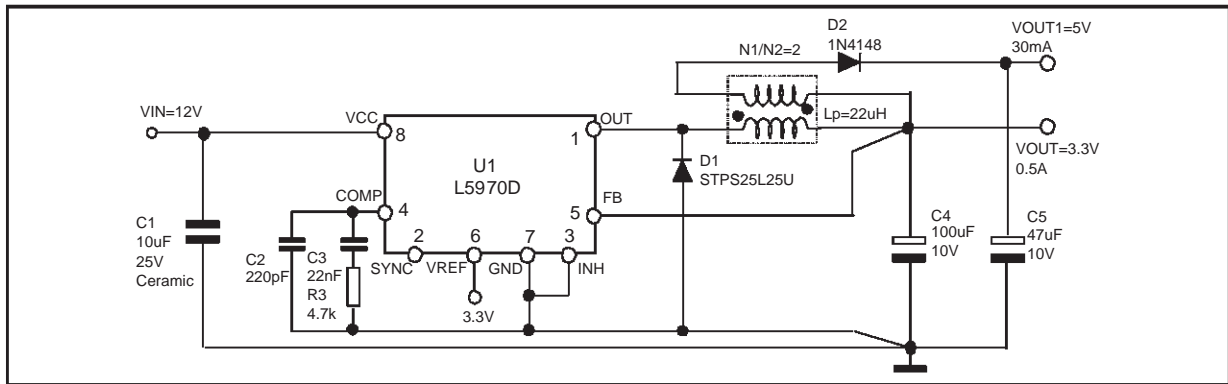 D2
1N4148
VOUT1=5V
30mA
N1/N2=2
VIN=12V
VCC
8
OUT
1
Lp=22uH
U1
L5970D
D1
STPS25L25U
VOUT=3.3V
0.5A
COMP
4
FB
5
C1
10uF
25V
Ceramic
C2
220pF
C3
22nF
R3
4.7k
2
SYNC
6
VREF
7
GND
3
INH
3.3V
C4
100uF
10V
C5
47uF
10V